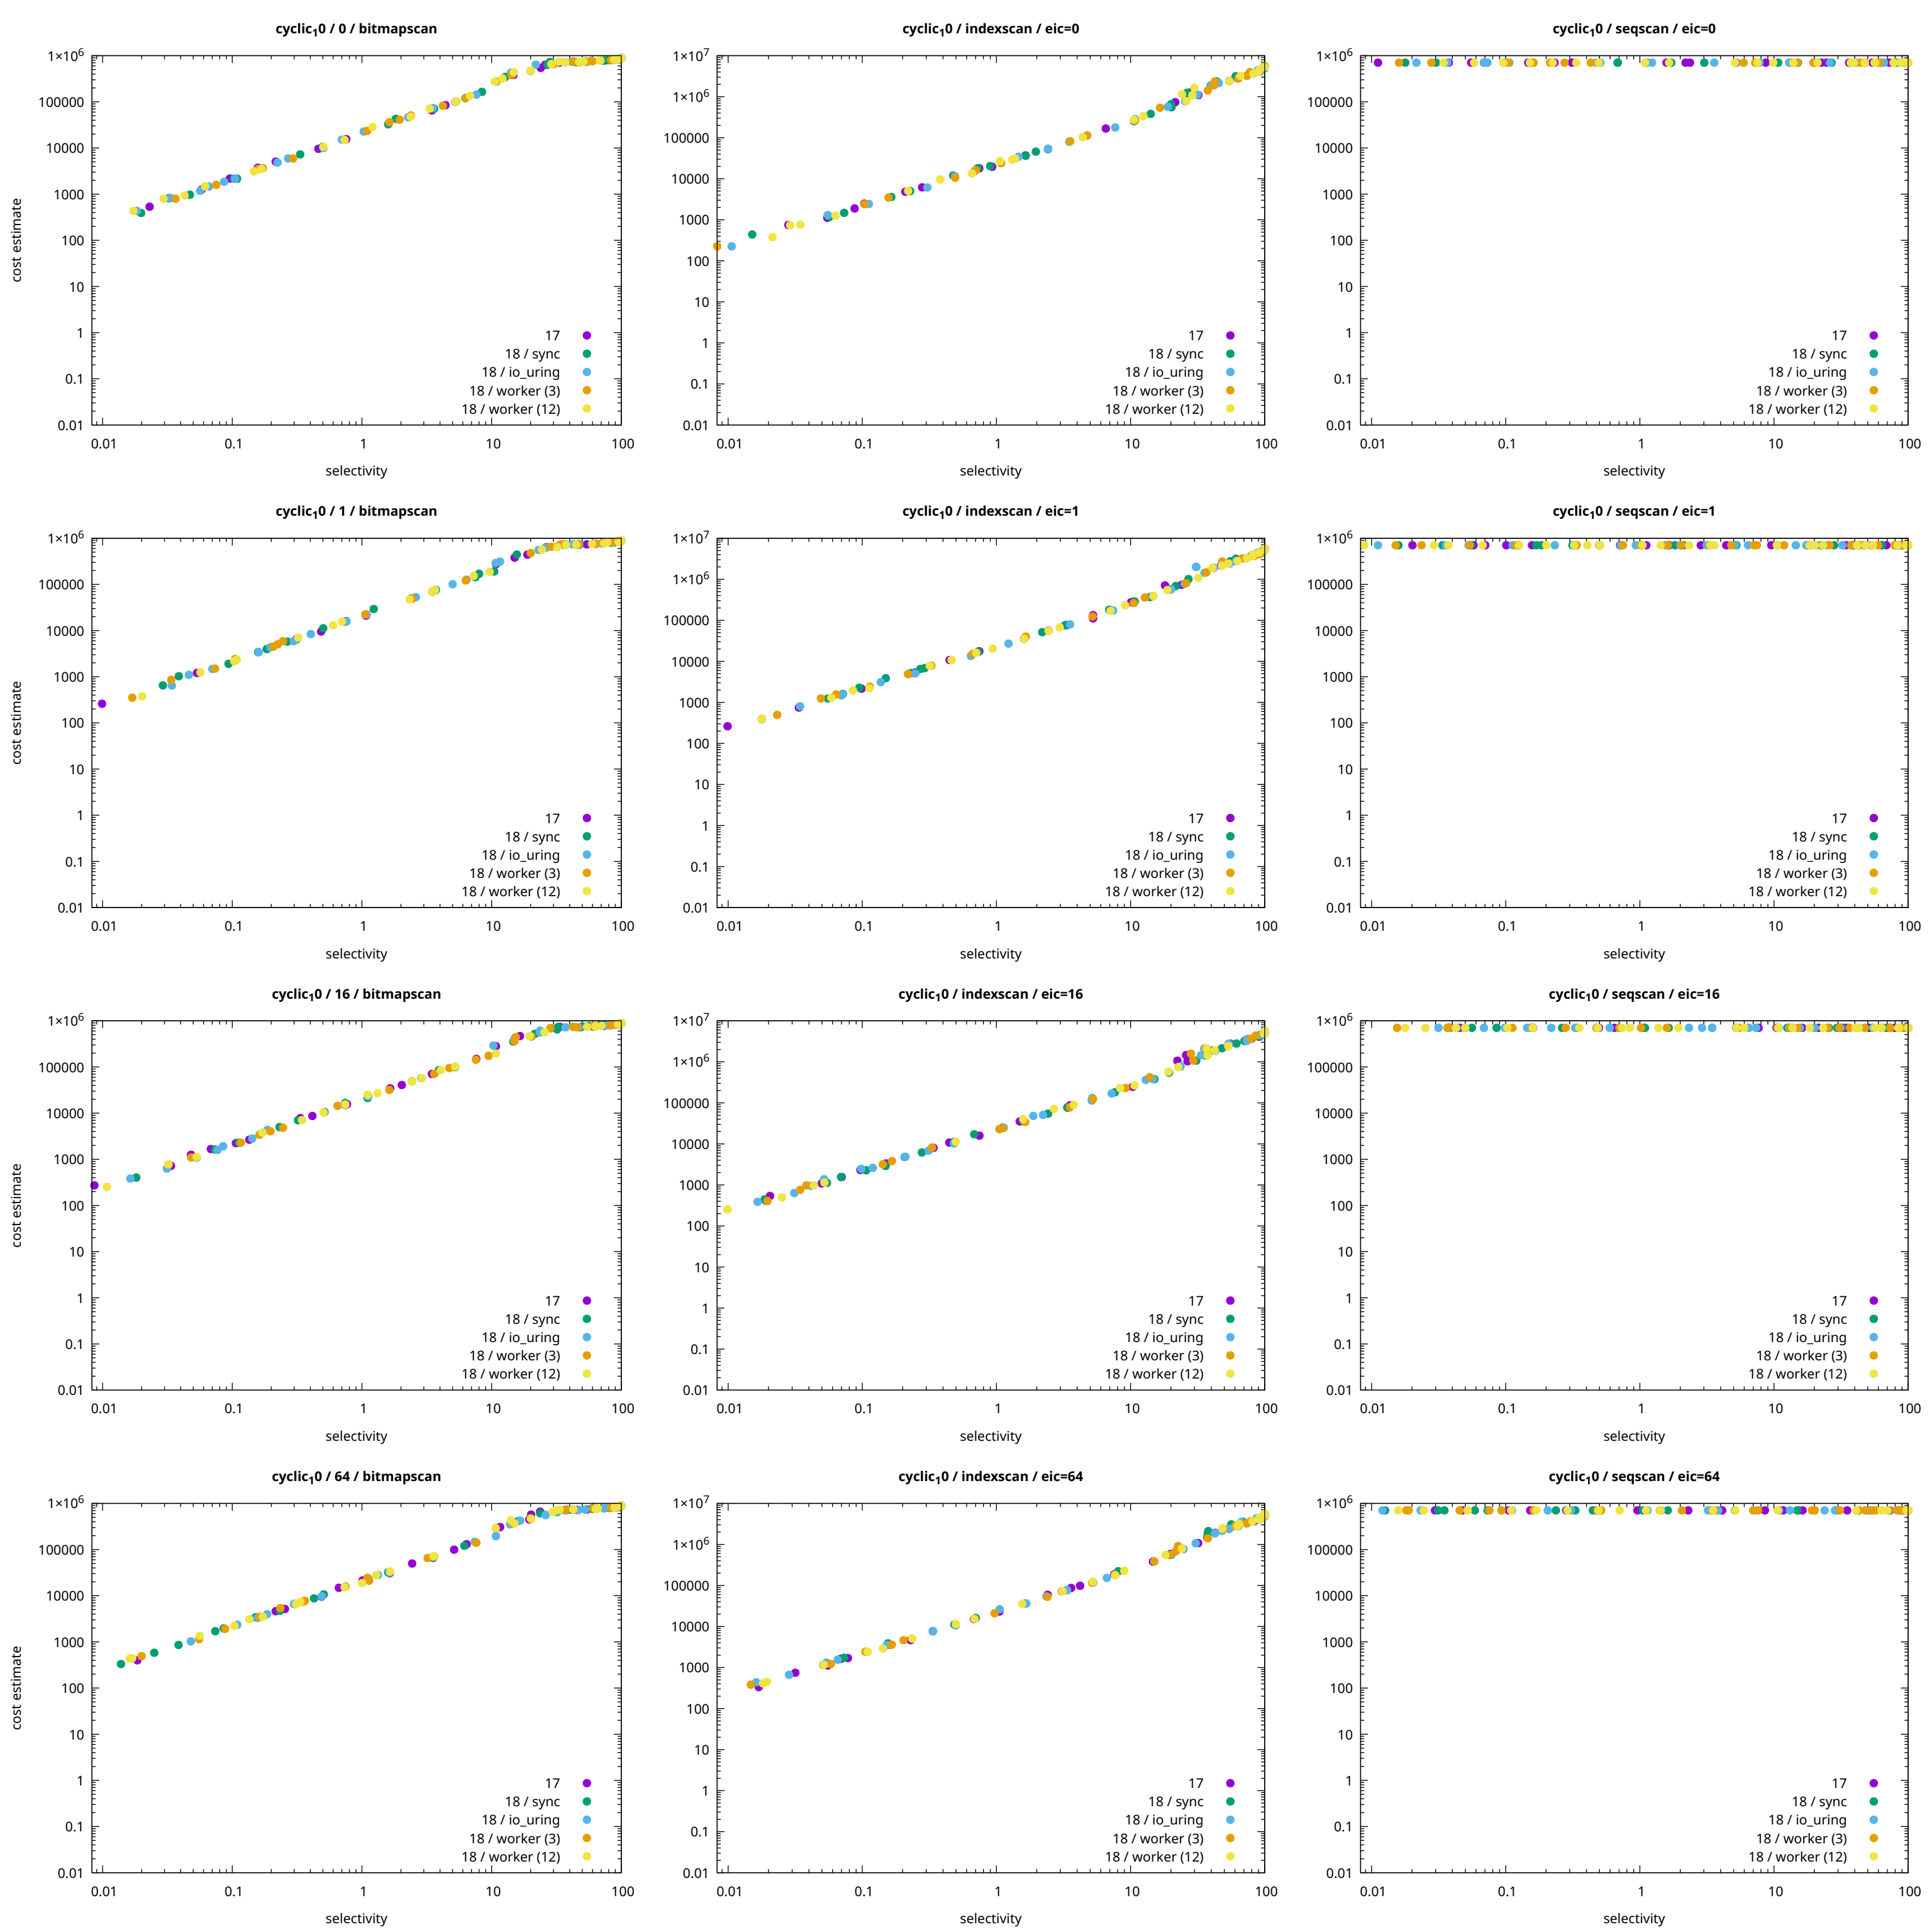 cyclic₁0 / 0 / bitmapscan
1×10⁶
100000
10000
1000
100
10
1
0.1
0.01
cost estimate
17
18 / sync
18 / io_uring
18 / worker (3)
18 / worker (12)
0.01 0.1 1 10 100
selectivity
cyclic₁0 / indexscan / eic=0
1×10⁷
1×10⁶
100000
10000
1000
100
10
1
0.1
0.01
17
18 / sync
18 / io_uring
18 / worker (3)
18 / worker (12)
0.01 0.1 1 10 100
selectivity
cyclic₁0 / seqscan / eic=0
1×10⁶
100000
10000
1000
100
10
1
0.1
0.01
17
18 / sync
18 / io_uring
18 / worker (3)
18 / worker (12)
0.01 0.1 1 10 100
selectivity
cyclic₁0 / 1 / bitmapscan
1×10⁶
100000
10000
1000
100
10
1
0.1
0.01
cost estimate
17
18 / sync
18 / io_uring
18 / worker (3)
18 / worker (12)
0.01 0.1 1 10 100
selectivity
cyclic₁0 / indexscan / eic=1
1×10⁷
1×10⁶
100000
10000
1000
100
10
1
0.1
0.01
17
18 / sync
18 / io_uring
18 / worker (3)
18 / worker (12)
0.01 0.1 1 10 100
selectivity
cyclic₁0 / seqscan / eic=1
1×10⁶
100000
10000
1000
100
10
1
0.1
0.01
17
18 / sync
18 / io_uring
18 / worker (3)
18 / worker (12)
0.01 0.1 1 10 100
selectivity
cyclic₁0 / 16 / bitmapscan
1×10⁶
100000
10000
1000
100
10
1
0.1
0.01
cost estimate
17
18 / sync
18 / io_uring
18 / worker (3)
18 / worker (12)
0.01 0.1 1 10 100
selectivity
cyclic₁0 / indexscan / eic=16
1×10⁷
1×10⁶
100000
10000
1000
100
10
1
0.1
0.01
17
18 / sync
18 / io_uring
18 / worker (3)
18 / worker (12)
0.01 0.1 1 10 100
selectivity
cyclic₁0 / seqscan / eic=16
1×10⁶
100000
10000
1000
100
10
1
0.1
0.01
17
18 / sync
18 / io_uring
18 / worker (3)
18 / worker (12)
0.01 0.1 1 10 100
selectivity
cyclic₁0 / 64 / bitmapscan
1×10⁶
100000
10000
1000
100
10
1
0.1
0.01
cost estimate
17
18 / sync
18 / io_uring
18 / worker (3)
18 / worker (12)
0.01 0.1 1 10 100
selectivity
cyclic₁0 / indexscan / eic=64
1×10⁷
1×10⁶
100000
10000
1000
100
10
1
0.1
0.01
17
18 / sync
18 / io_uring
18 / worker (3)
18 / worker (12)
0.01 0.1 1 10 100
selectivity
cyclic₁0 / seqscan / eic=64
1×10⁶
100000
10000
1000
100
10
1
0.1
0.01
17
18 / sync
18 / io_uring
18 / worker (3)
18 / worker (12)
0.01 0.1 1 10 100
selectivity